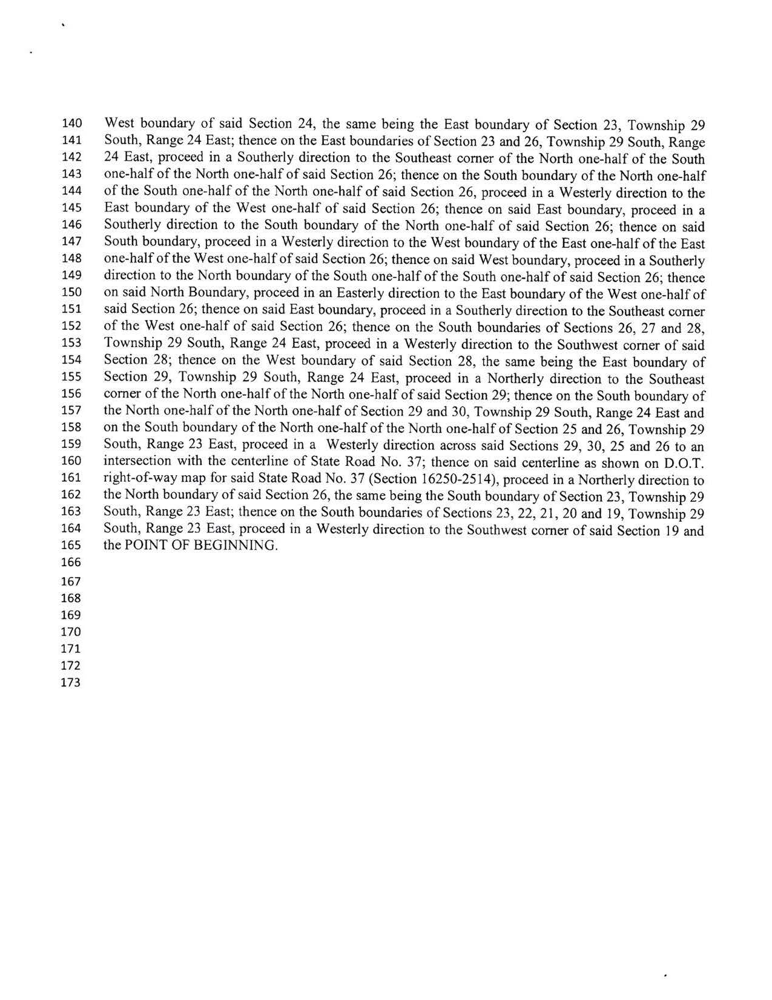 140 West boundary of said Section 24, the same being the East boundary of Section 23, Township 29
141 South, Range 24 East; thence on the East boundaries of Section 23 and 26, Township 29 South, Range
142 24 East, proceed in a Southerly direction to the Southeast corner of the North one-half of the South
143 one-half of the North one-half of said Section 26; thence on the South boundary of the North one-half
144 of the South one-half of the North one-half of said Section 26, proceed in a Westerly direction to the
145 East boundary of the West one-half of said Section 26; thence on said East boundary, proceed in a
146 Southerly direction to the South boundary of the North one-half of said Section 26; thence on said
147 South boundary, proceed in a Westerly direction to the West boundary of the East one-half of the East
148 one-half of the West one-half of said Section 26; thence on said West boundary, proceed in a Southerly
149 direction to the North boundary of the South one-half of the South one-half of said Section 26; thence
150 on said North Boundary, proceed in an Easterly direction to the East boundary of the West one-half of
151 said Section 26; thence on said East boundary, proceed in a Southerly direction to the Southeast corner
152 of the West one-half of said Section 26; thence on the South boundaries of Sections 26, 27 and 28,
153 Township 29 South, Range 24 East, proceed in a Westerly direction to the Southwest corner of said
154 Section 28; thence on the West boundary of said Section 28, the same being the East boundary of
155 Section 29, Township 29 South, Range 24 East, proceed in a Northerly direction to the Southeast
156 corner of the North one-half of the North one-half of said Section 29; thence on the South boundary of
157 the North one-half of the North one-half of Section 29 and 30, Township 29 South, Range 24 East and
158 on the South boundary of the North one-half of the North one-half of Section 25 and 26, Township 29
159 South, Range 23 East, proceed in a Westerly direction across said Sections 29, 30, 25 and 26 to an
160 intersection with the centerline of State Road No. 37; thence on said centerline as shown on D.O.T.
161 right-of-way map for said State Road No. 37 (Section 16250-2514), proceed in a Northerly direction to
162 the North boundary of said Section 26, the same being the South boundary of Section 23, Township 29
163 South, Range 23 East; thence on the South boundaries of Sections 23, 22, 21, 20 and 19, Township 29
164 South, Range 23 East, proceed in a Westerly direction to the Southwest corner of said Section 19 and
165 the POINT OF BEGINNING.
166
167
168
169
170
171
172
173